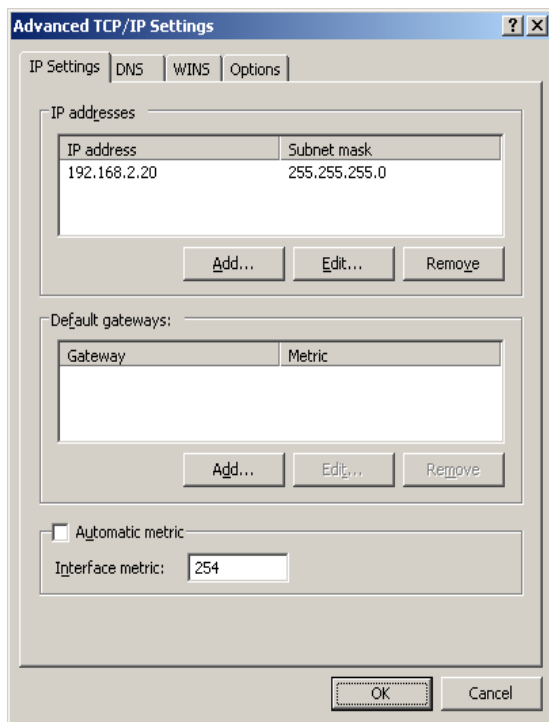 Advanced TCP/IP Settings
IP Settings DNS WINS Options
IP addresses
IP address Subnet mask
192.168.2.20 255.255.255.0
Add... Edit... Remove
Default gateways:
Gateway Metric
Add... Edit... Remove
Automatic metric
Interface metric: 254
OK Cancel